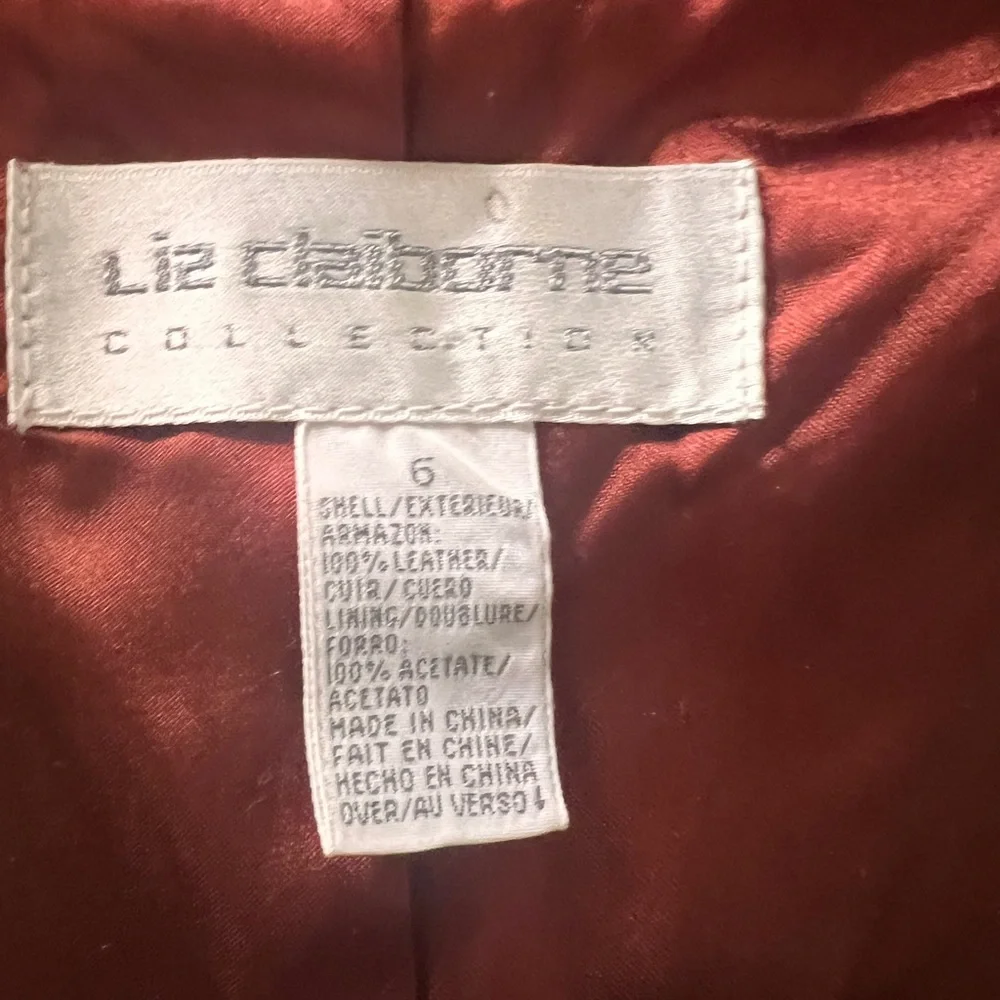 Liz claiborne
COLLECTION
6
SHELL/EXTERIEUR/
ARMAZON:
100% LEATHER/
CUIR/CUERO
LINING/DOUBLURE/
FORRO:
100% ACETATE/
ACETATO
MADE IN CHINA/
FAIT EN CHINE/
HECHO EN CHINA
OVER/AU VERSO↓